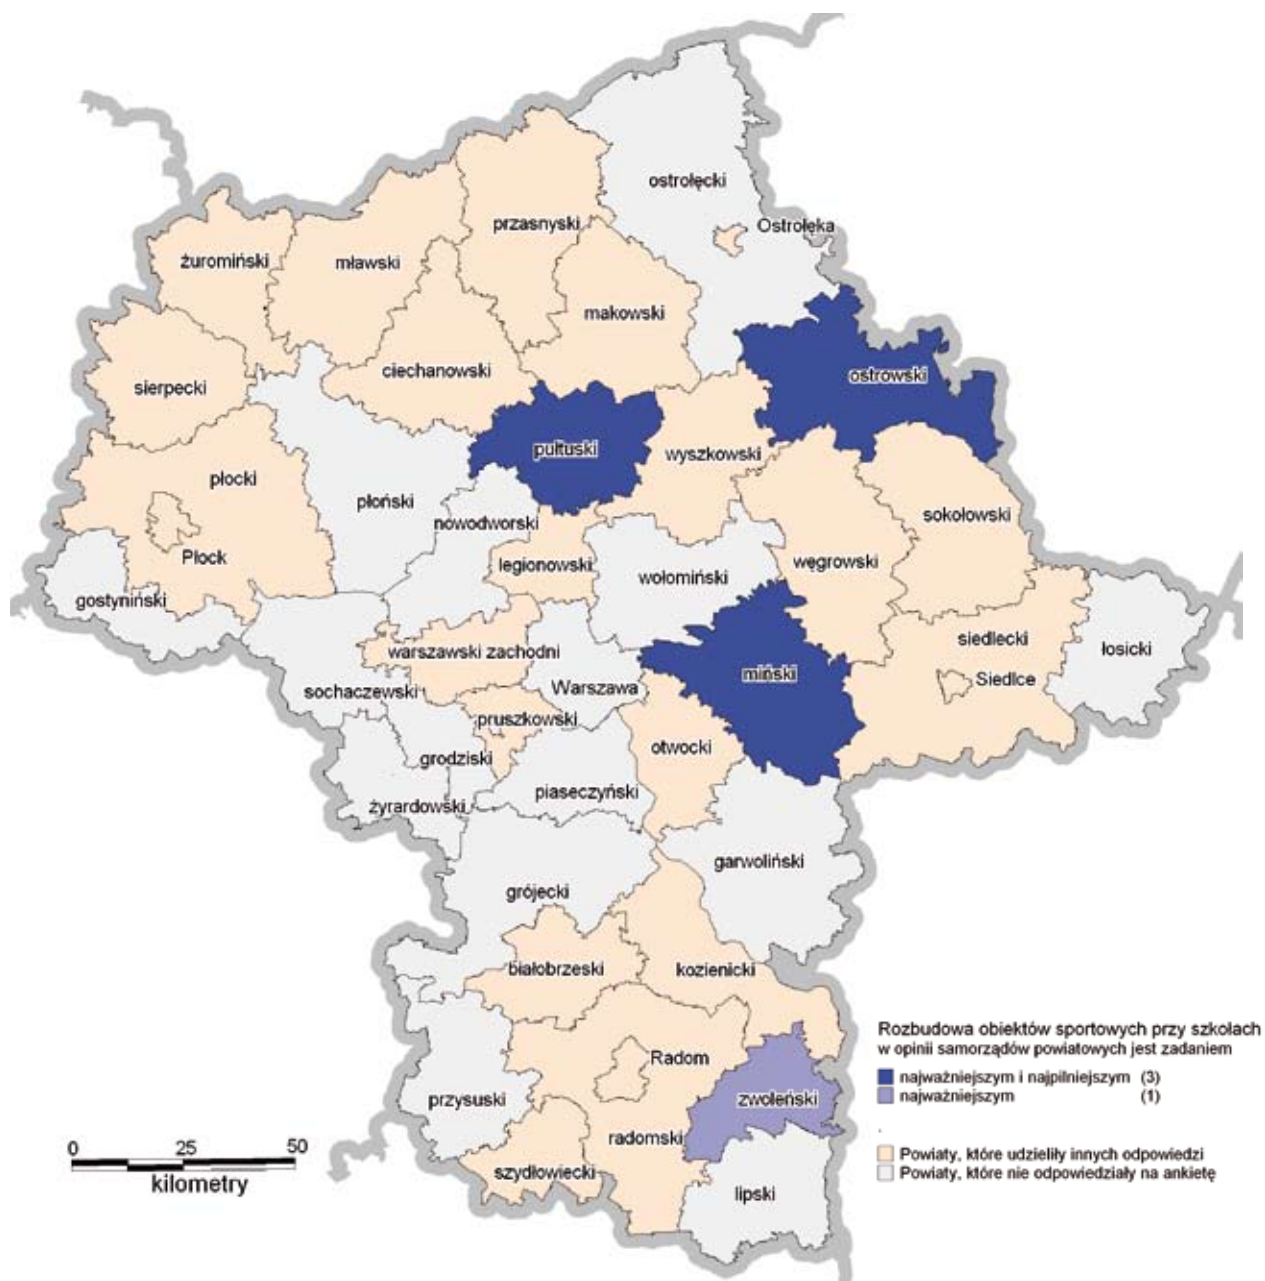 ostrołęcki
przasnyski
Ostrołęka
żuromiński
mławski
makowski
ciechanowski
ostrowski
sierpecki
pułtuski
wyszkowski
płocki
płoński
sokołowski
nowodworski
Płock
legionowski
wołomiński
węgrowski
gostyniński
siedlecki
łosicki
warszawski zachodni
miński
Siedlce
sochaczewski
Warszawa
pruszkowski
otwocki
grodziski
piaseczyński
żyrardowski
garwoliński
grójecki
białobrzeski
kozienicki
Radom
zwoleński
przysuski
radomski
szydłowiecki
lipski
Rozbudowa obiektów sportowych przy szkołach
w opinii samorządów powiatowych jest zadaniem
najważniejszym i najpilniejszym (3)
najważniejszym (1)
Powiaty, które udzieliły innych odpowiedzi
Powiaty, które nie odpowiedziały na ankietę
0 25 50
kilometry